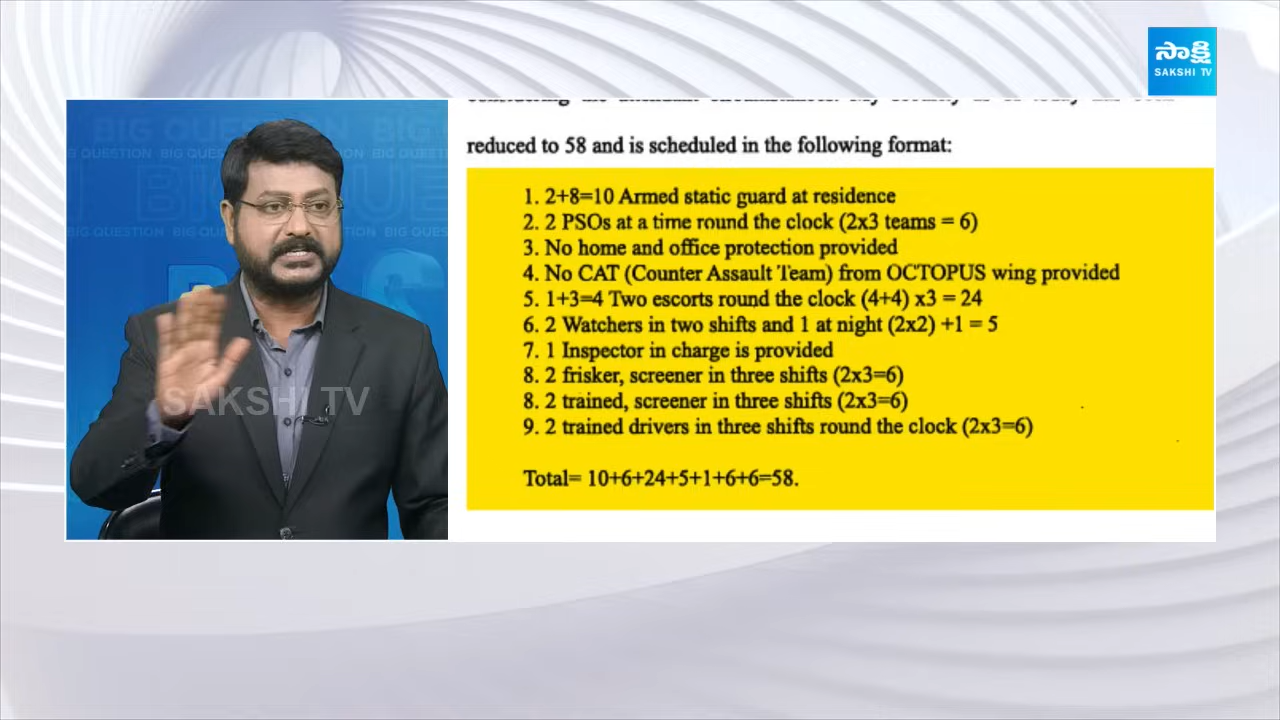 సాక్షి
SAKSHI TV
reduced to 58 and is scheduled in the following format:
1. 2+8=10 Armed static guard at residence
2. 2 PSOs at a time round the clock (2x3 teams = 6)
3. No home and office protection provided
4. No CAT (Counter Assault Team) from OCTOPUS wing provided
5. 1+3=4 Two escorts round the clock (4+4) x3 = 24
6. 2 Watchers in two shifts and 1 at night (2x2) +1 = 5
7. 1 Inspector in charge is provided
8. 2 frisker, screener in three shifts (2x3=6)
8. 2 trained, screener in three shifts (2x3=6)
9. 2 trained drivers in three shifts round the clock (2x3=6)
Total= 10+6+24+5+1+6+6=58.
BIG QUESTION BIG QUESTION
BIG QUESTION
SAKSHI TV